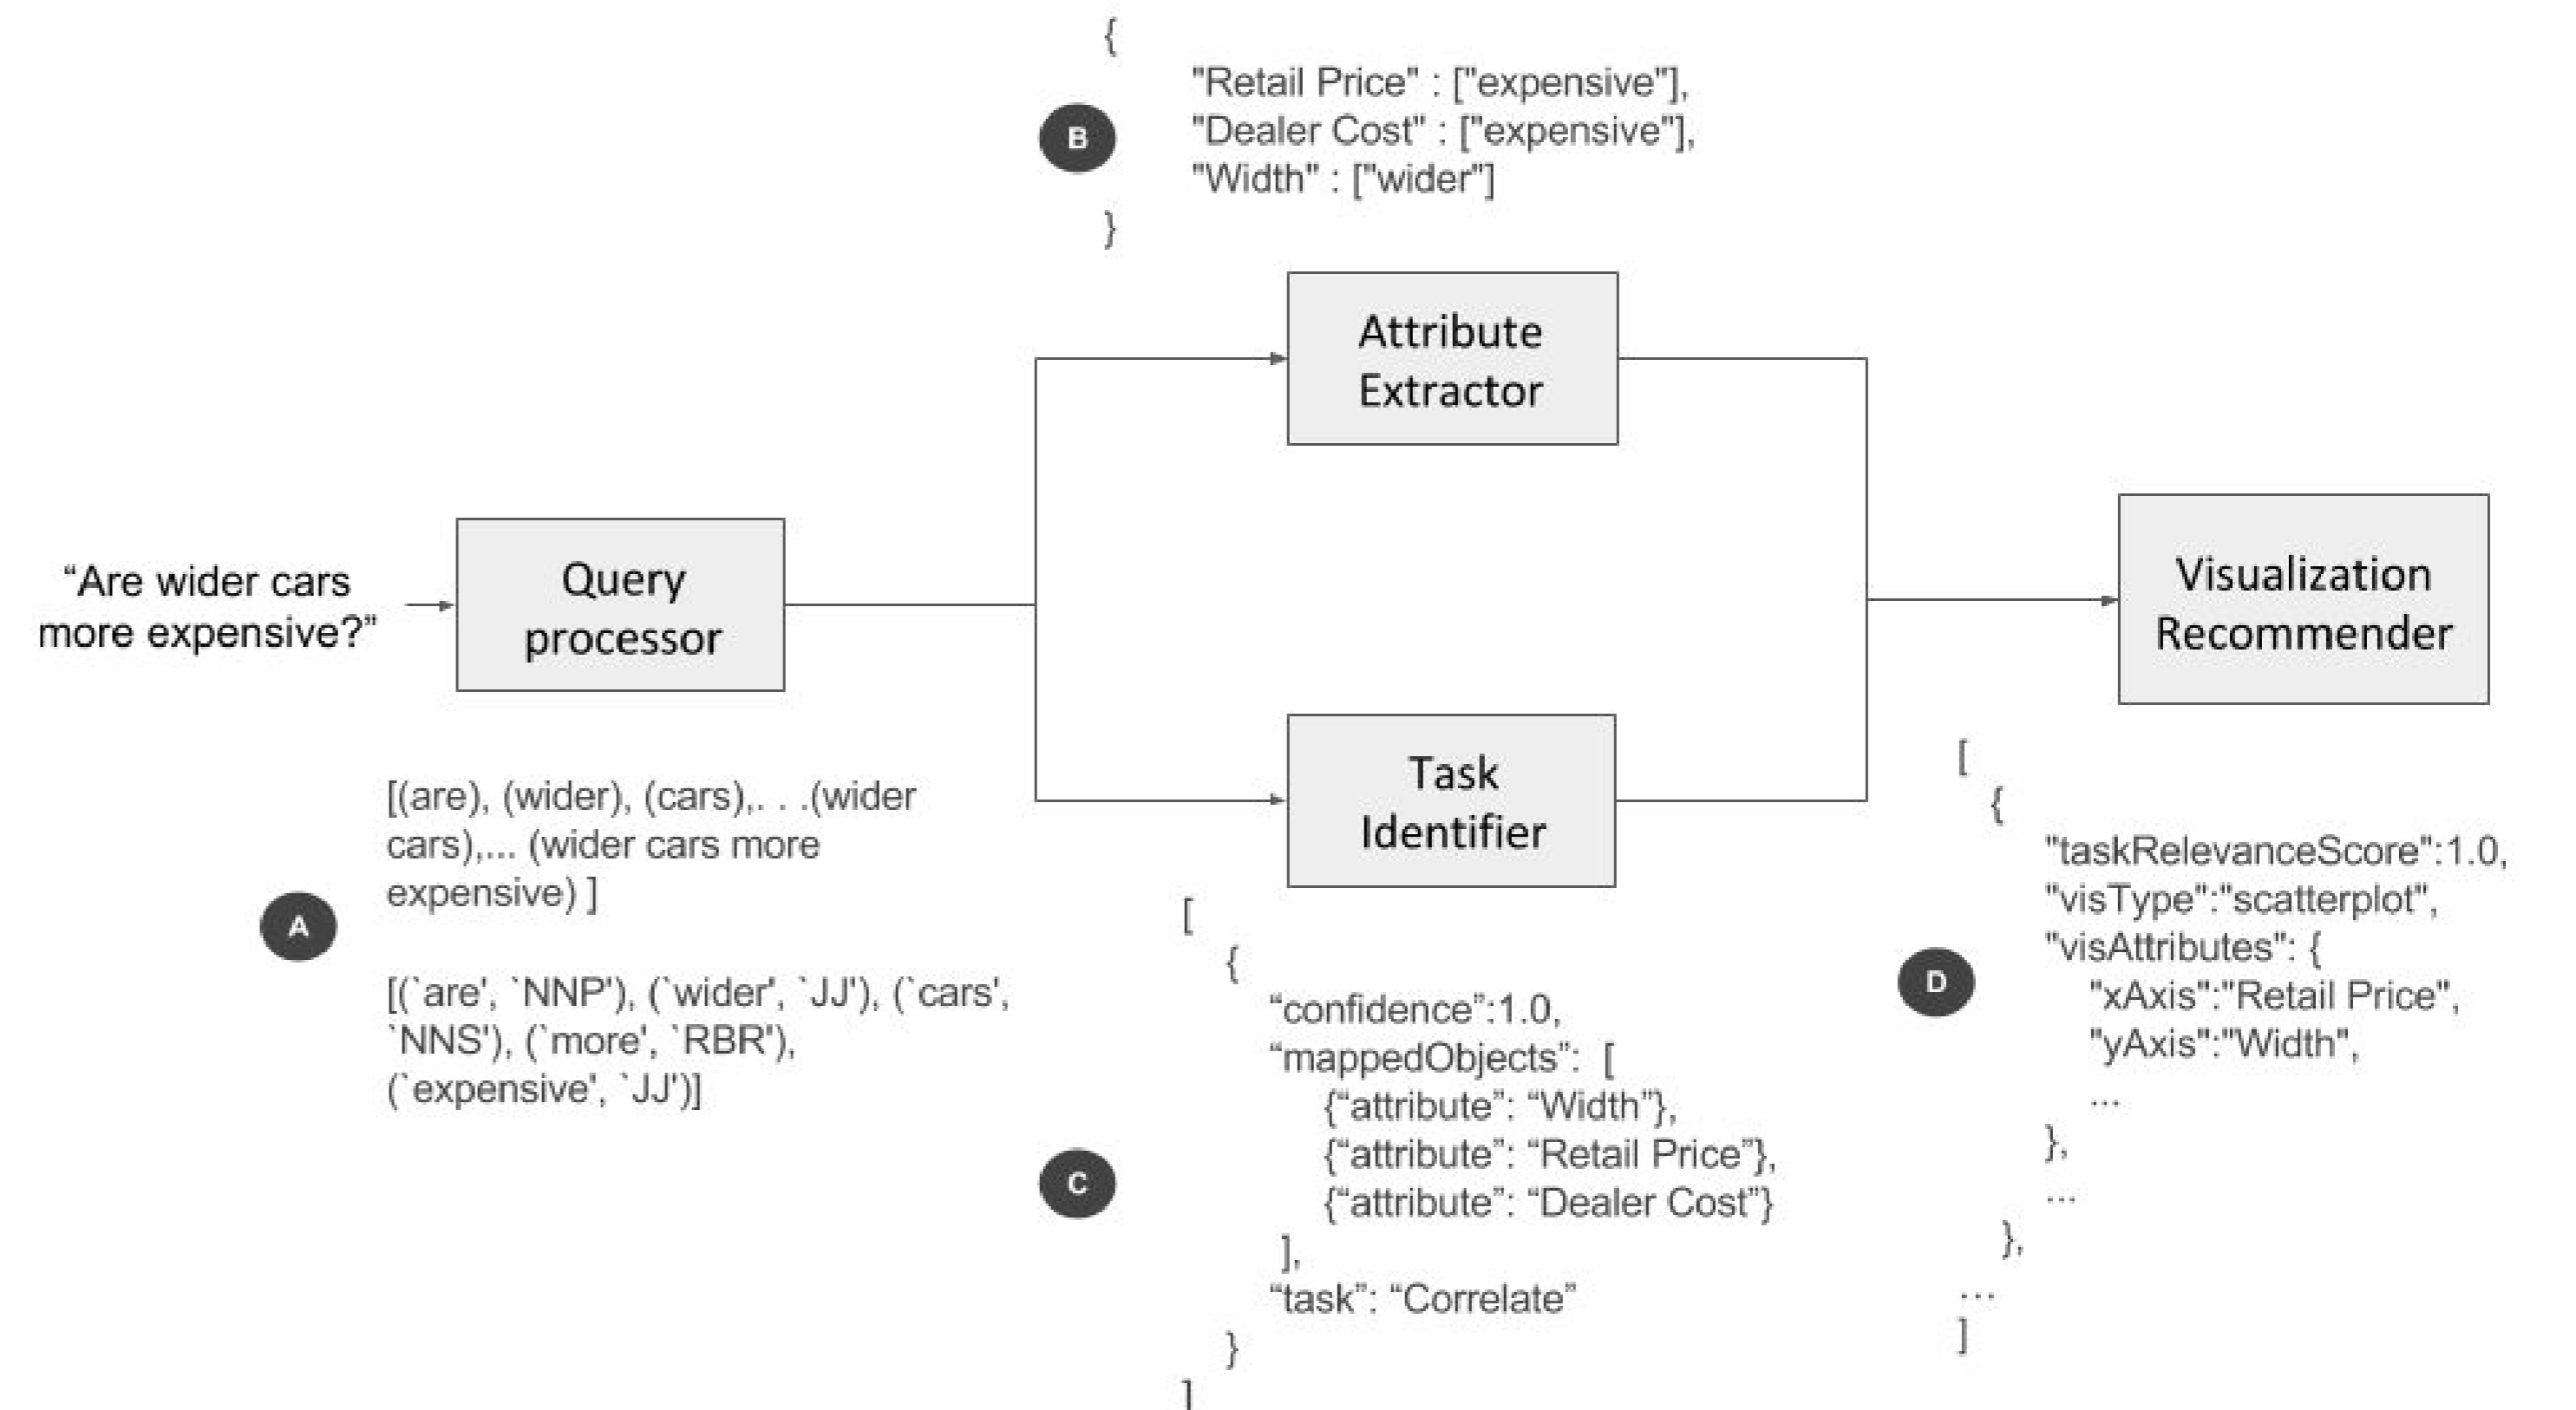 {
"Retail Price" : ["expensive"],
"Dealer Cost" : ["expensive"],
"Width" : ["wider"]
}
B
Attribute
Extractor
“Are wider cars
more expensive?”
Query
processor
Visualization
Recommender
Task
Identifier
A
[(are), (wider), (cars),. . .(wider
cars),... (wider cars more
expensive) ]
[(`are', `NNP'), (`wider', `JJ'), (`cars',
`NNS'), (`more', `RBR'),
(`expensive', `JJ')]
C
[
{
“confidence”:1.0,
“mappedObjects”: [
{“attribute”: “Width”},
{“attribute”: “Retail Price”},
{“attribute”: “Dealer Cost”}
],
“task”: “Correlate”
}
]
D
[
{
"taskRelevanceScore":1.0,
"visType":"scatterplot",
"visAttributes": {
"xAxis":"Retail Price",
"yAxis":"Width",
...
},
...
},
...
]